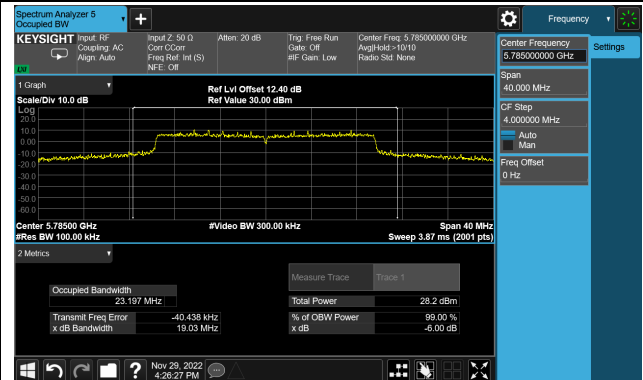 Spectrum Analyzer 5
Occupied BW
Frequency
KEYSIGHT
Input: RF
Coupling: AC
Align: Auto
Input Z: 50 Ω
Corr CCorr
Freq Ref: Int (S)
NFE: Off
Atten: 20 dB
Trig: Free Run
Gate: Off
#IF Gain: Low
Center Freq: 5.785000000 GHz
Avg|Hold:>10/10
Radio Std: None
LXI
Center Frequency
5.785000000 GHz
Settings
Span
40.000 MHz
CF Step
4.000000 MHz
Auto
Man
Freq Offset
0 Hz
1 Graph
Scale/Div 10.0 dB
Ref Lvl Offset 12.40 dB
Ref Value 30.00 dBm
Log
20.0
10.0
0.00
-10.0
-20.0
-30.0
-40.0
-50.0
-60.0
Center 5.78500 GHz
#Video BW 300.00 kHz
Span 40 MHz
#Res BW 100.00 kHz
Sweep 3.87 ms (2001 pts)
2 Metrics
Measure Trace
Trace 1
Occupied Bandwidth
23.197 MHz
Total Power
28.2 dBm
Transmit Freq Error
-40.438 kHz
% of OBW Power
99.00 %
x dB Bandwidth
19.03 MHz
x dB
-6.00 dB
?
Nov 29, 2022
4:26:27 PM